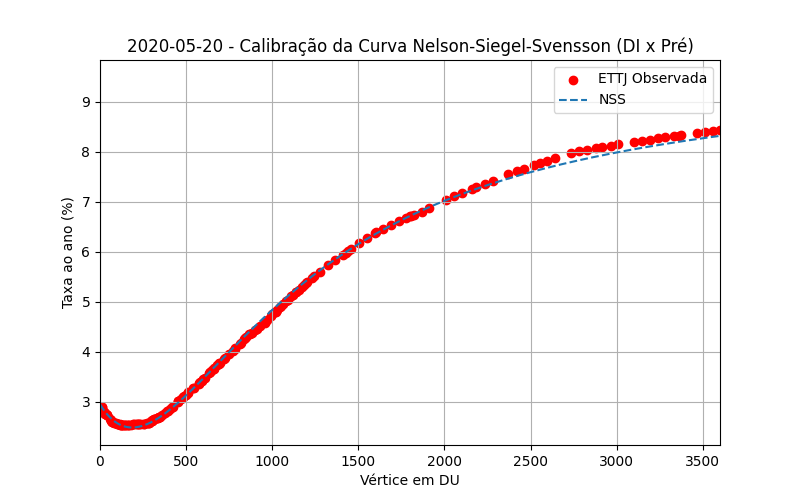 2020-05-20 - Calibração da Curva Nelson-Siegel-Svensson (DI x Pré)
ETTJ Observada
NSS
Taxa ao ano (%)
9
8
7
6
5
4
3
0 500 1000 1500 2000 2500 3000 3500
Vértice em DU